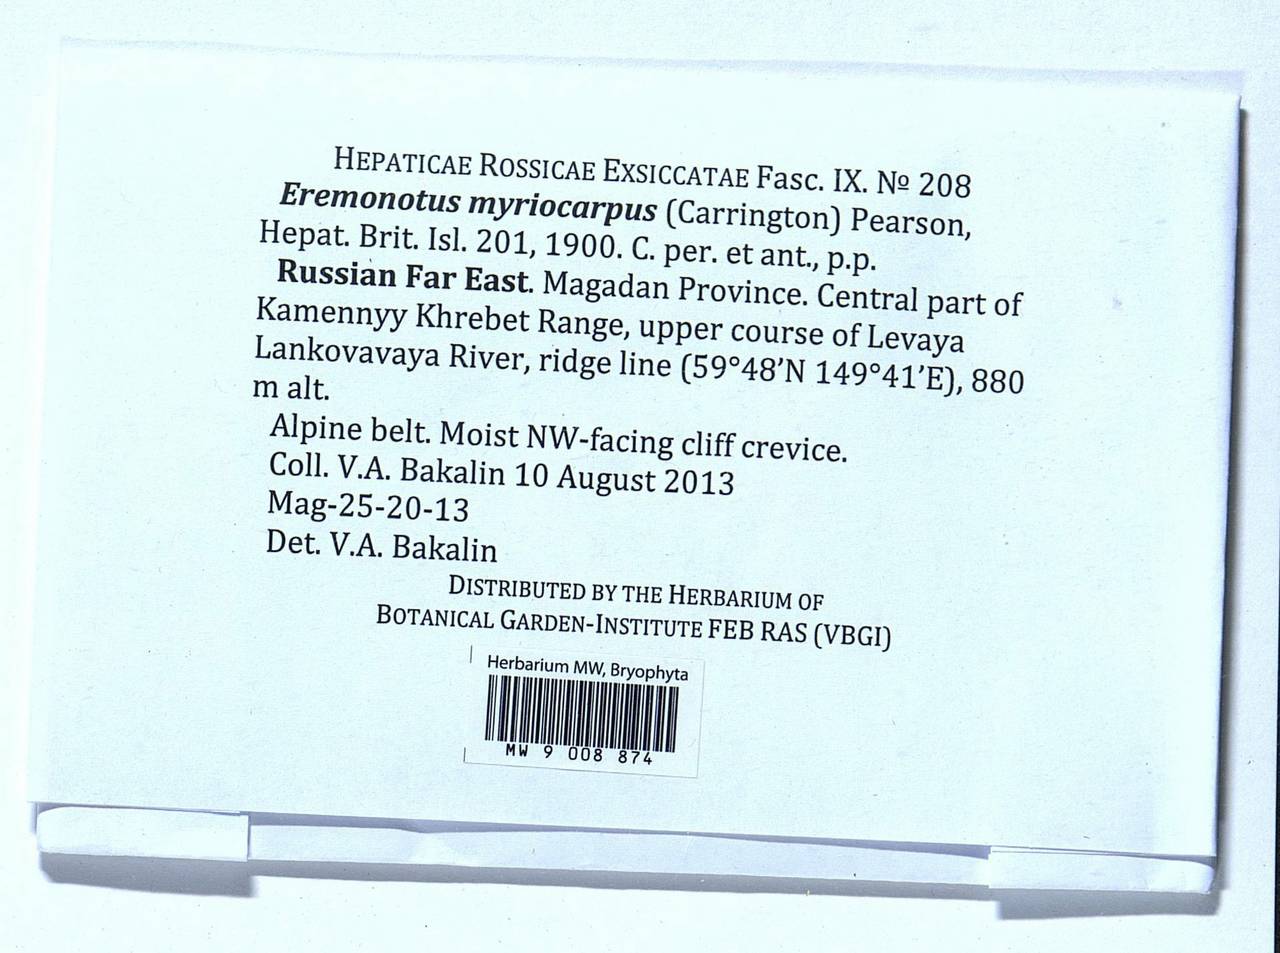 HEPATICAE ROSSICAE EXSICCATAE Fasc. IX. № 208
Eremonotus myriocarpus (Carrington) Pearson,
Hepat. Brit. Isl. 201, 1900. C. per. et ant., p.p.
Russian Far East. Magadan Province. Central part of
Kamennyy Khrebet Range, upper course of Levaya
Lankovavaya River, ridge line (59°48’N 149°41’E), 880
m alt.
Alpine belt. Moist NW-facing cliff crevice.
Coll. V.A. Bakalin 10 August 2013
Mag-25-20-13
Det. V.A. Bakalin
DISTRIBUTED BY THE HERBARIUM OF
BOTANICAL GARDEN-INSTITUTE FEB RAS (VBGI)
Herbarium MW, Bryophyta
MW 9 008 874